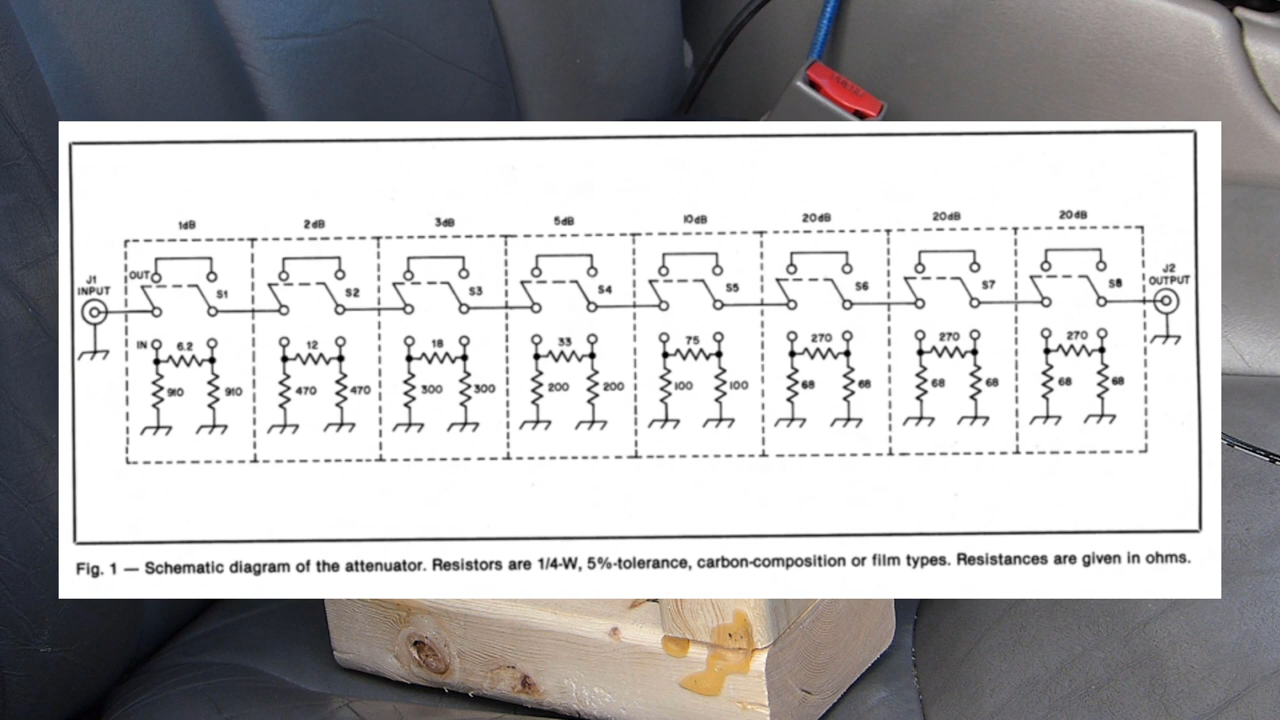 1dB 2dB 3dB 5dB 10dB 20dB 20dB 20dB
J1 INPUT
J2 OUTPUT
OUT
S1 S2 S3 S4 S5 S6 S7 S8
IN
6.2 12 18 33 75 270 270 270
910 910 470 470 300 300 200 200 100 100 68 68 68 68 68 68
Fig. 1 — Schematic diagram of the attenuator. Resistors are 1/4-W, 5%-tolerance, carbon-composition or film types. Resistances are given in ohms.